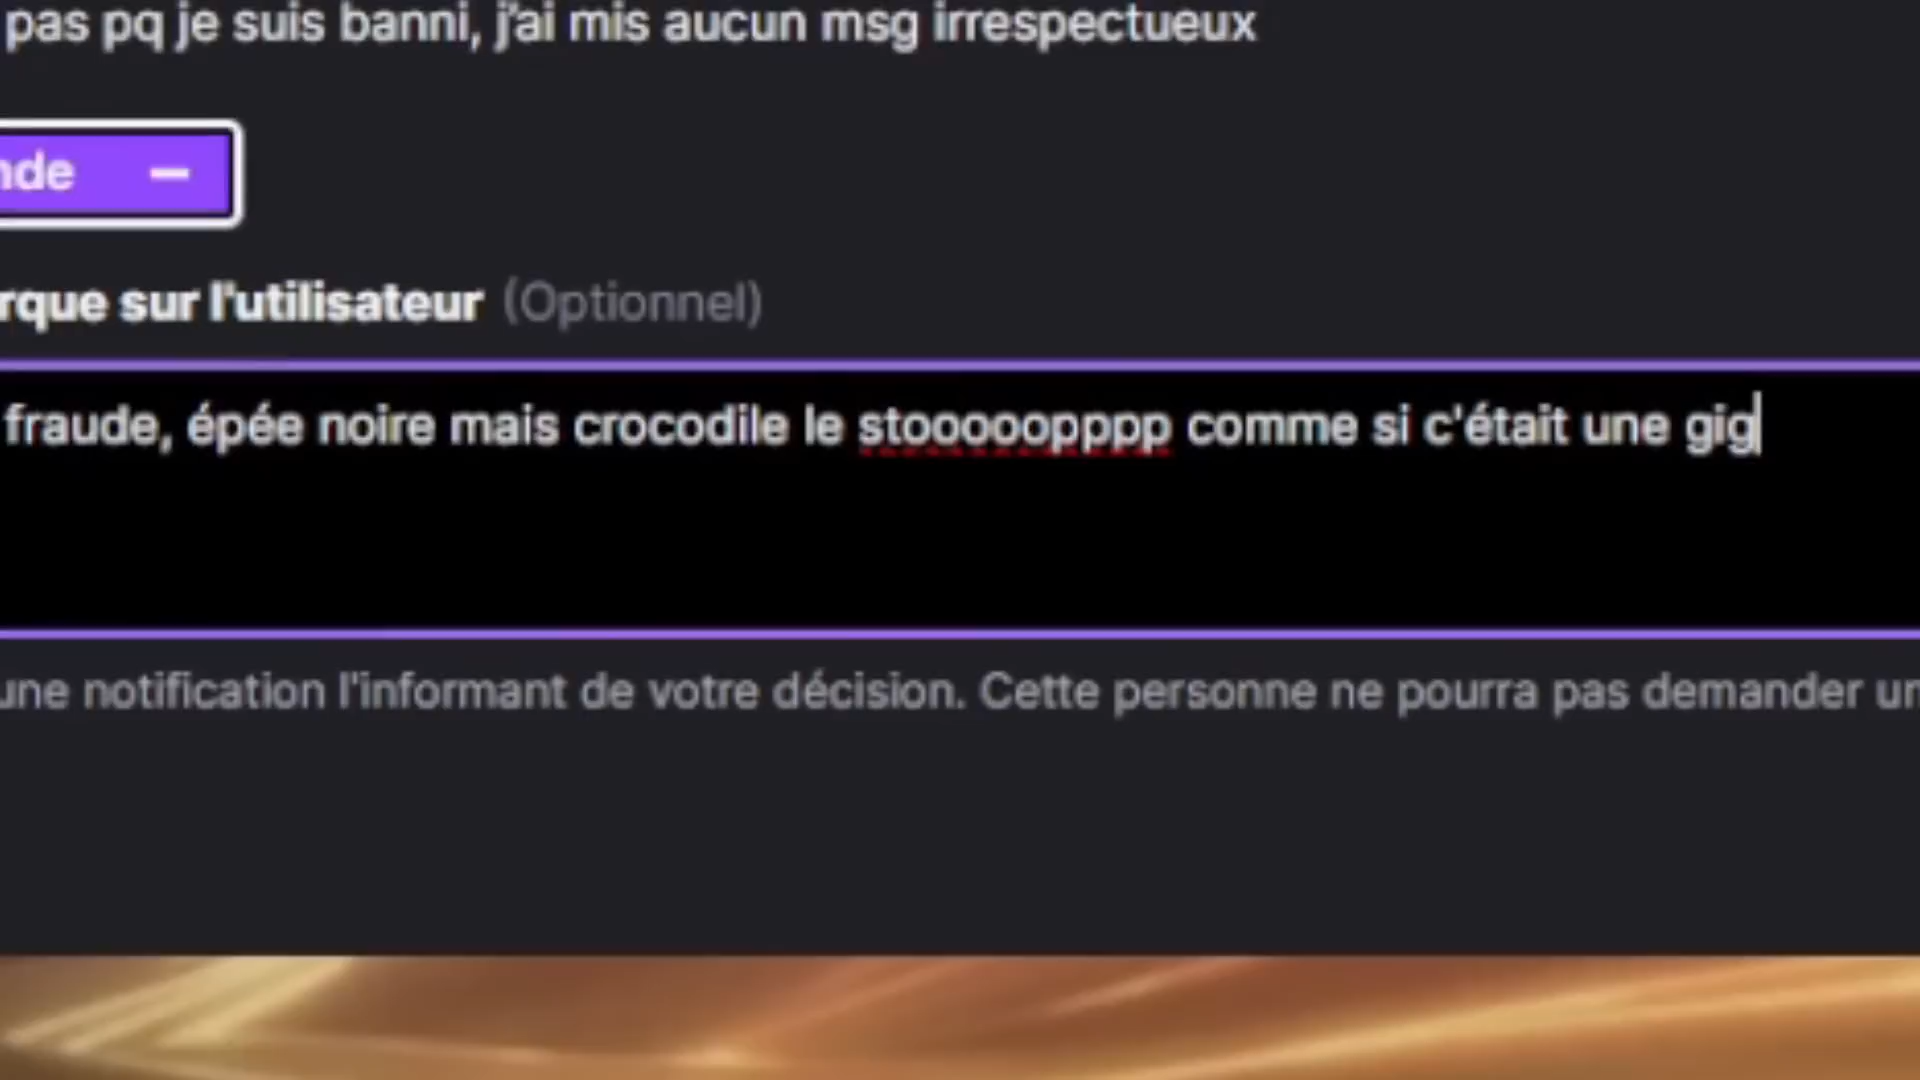 pas pq je suis banni, j'ai mis aucun msg irrespectueux
nde
rque sur l'utilisateur (Optionnel)
fraude, épée noire mais crocodile le stoooooopppp comme si c'était une gig
une notification l'informant de votre décision. Cette personne ne pourra pas demander un